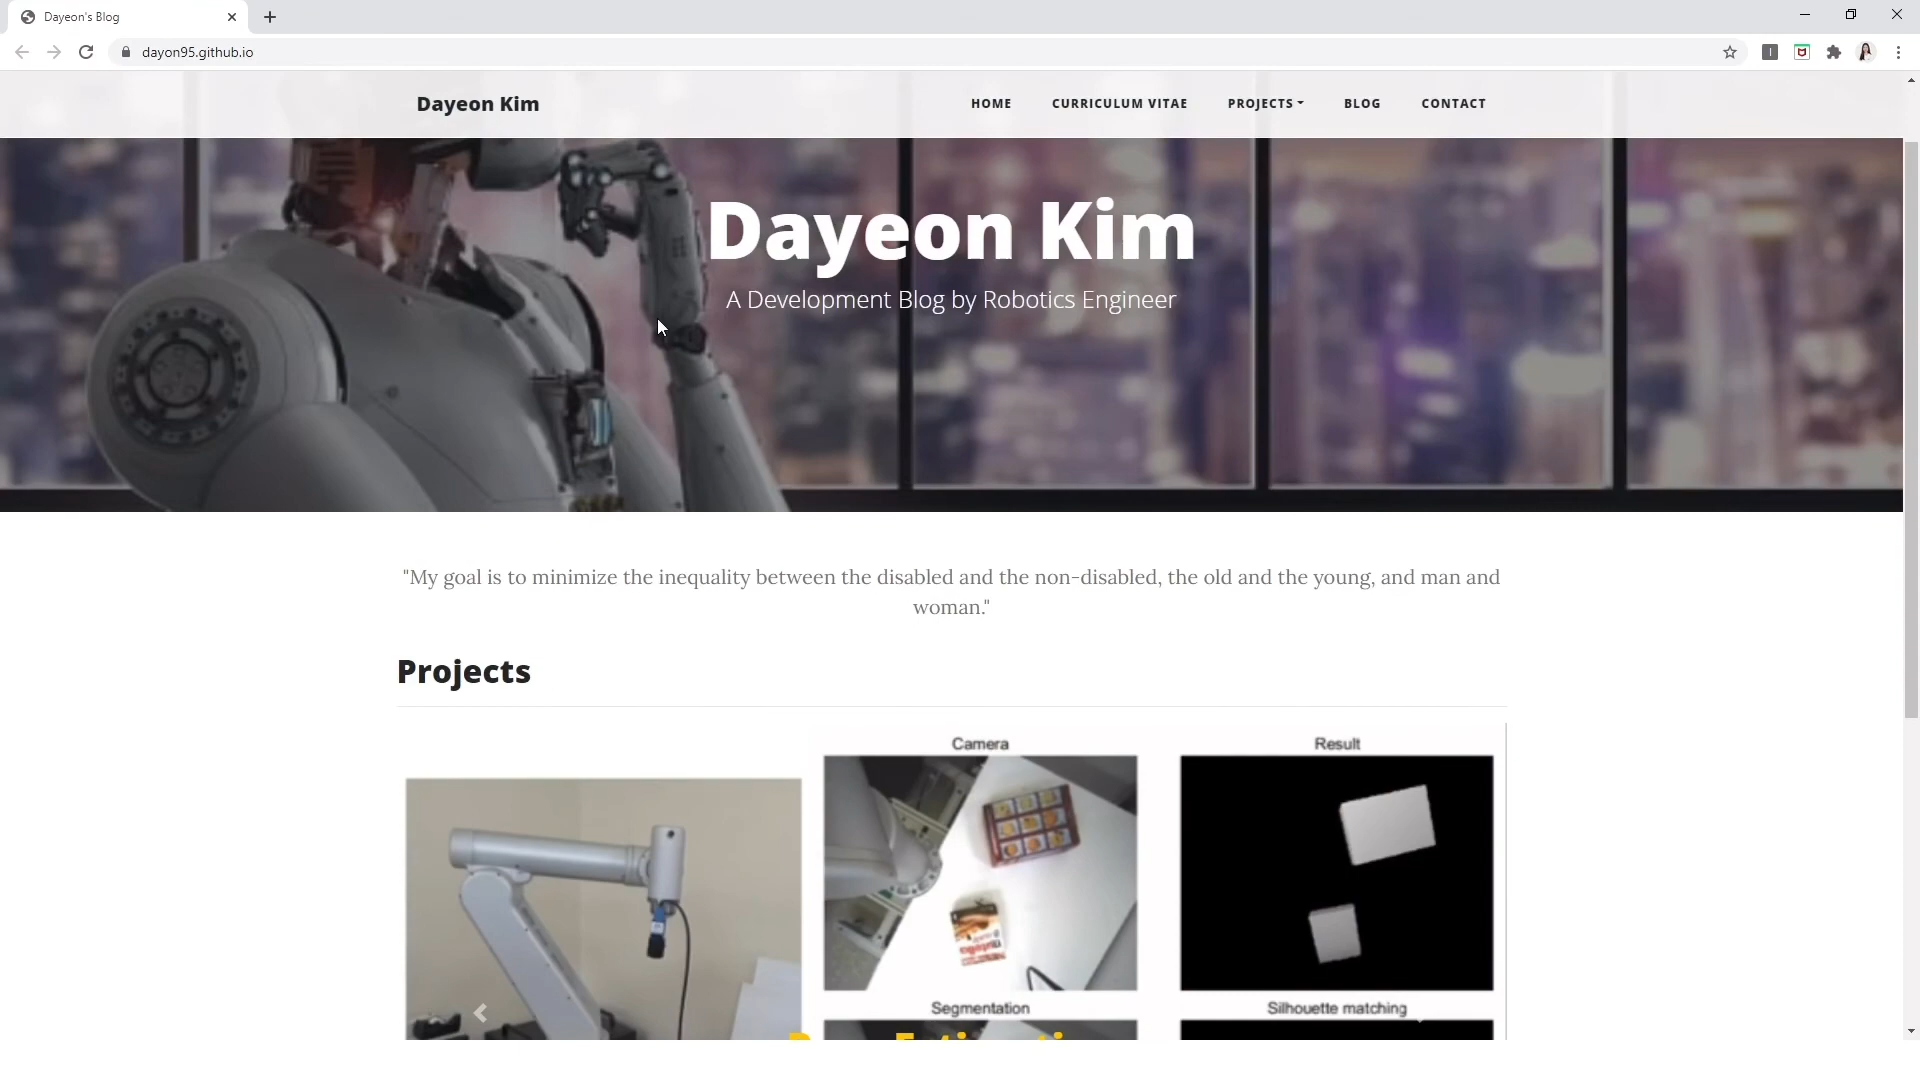 Dayeon's Blog
dayon95.github.io
Dayeon Kim
HOME CURRICULUM VITAE PROJECTS BLOG CONTACT
Dayeon Kim
A Development Blog by Robotics Engineer
"My goal is to minimize the inequality between the disabled and the non-disabled, the old and the young, and man and
woman."
Projects
Camera Result
Segmentation Silhouette matching